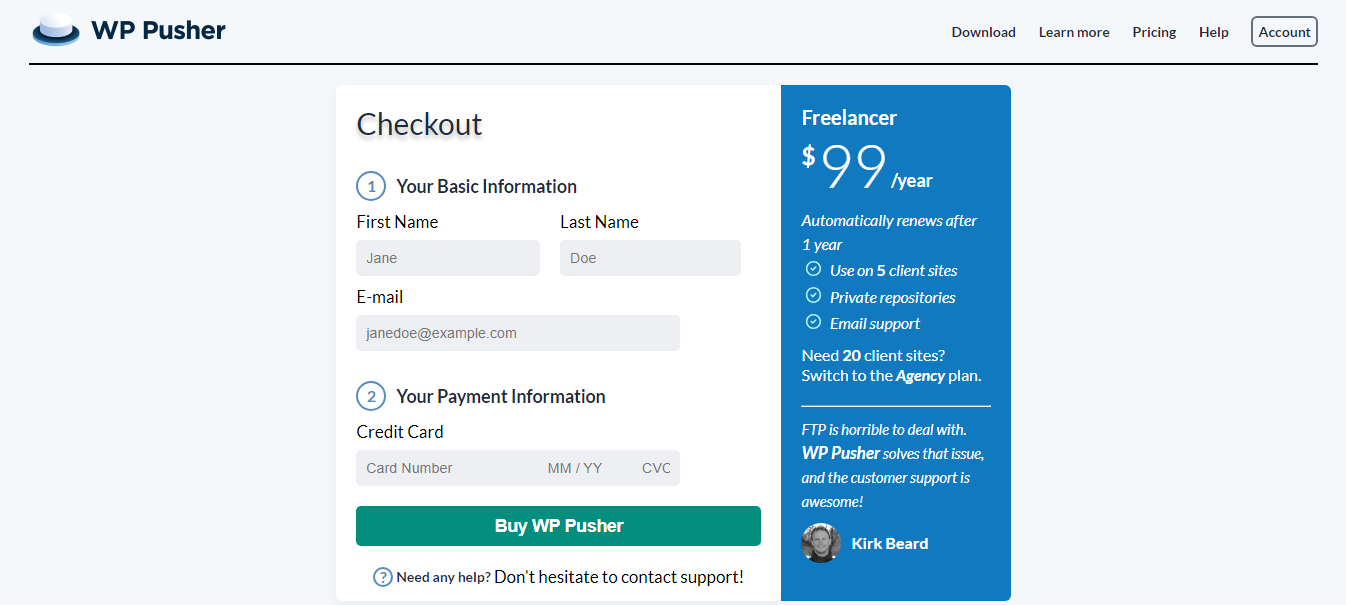 WP Pusher
Download
Learn more
Pricing
Help
Account
Checkout
1 Your Basic Information
First Name
Last Name
Jane
Doe
E-mail
janedoe@example.com
2 Your Payment Information
Credit Card
Card Number MM / YY CVC
Buy WP Pusher
? Need any help? Don't hesitate to contact support!
Freelancer
$99/year
Automatically renews after
1 year
Use on 5 client sites
Private repositories
Email support
Need 20 client sites?
Switch to the Agency plan.
FTP is horrible to deal with.
WP Pusher solves that issue,
and the customer support is
awesome!
Kirk Beard